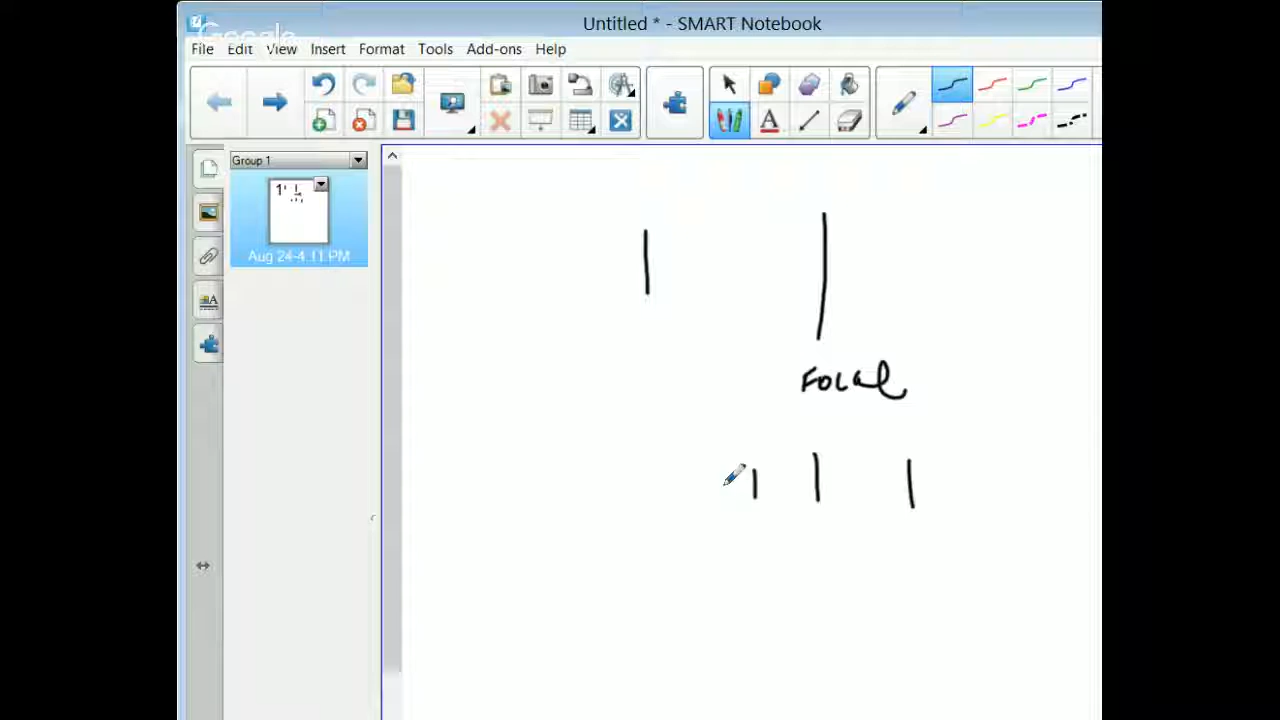 Untitled * - SMART Notebook
Google
File Edit View Insert Format Tools Add-ons Help
Group 1
Aug 24-4:11 PM
Focal